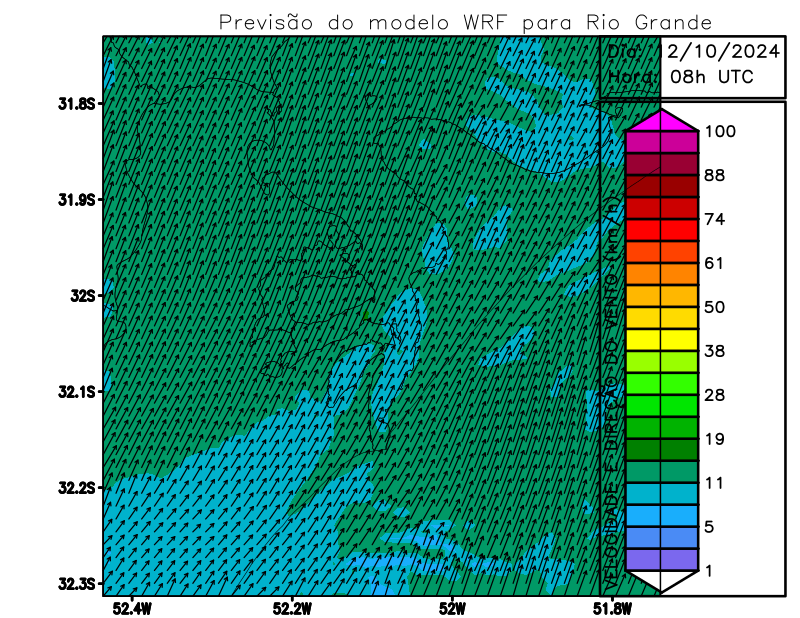 Previsão do modelo WRF para Rio Grande
Dia: 12/10/2024
Hora: 08h UTC
31.8S
31.9S
32S
32.1S
32.2S
32.3S
52.4W
52.2W
52W
51.8W
VELOCIDADE E DIREÇÃO DO VENTO (km/h)
100
88
74
61
50
38
28
19
11
5
1